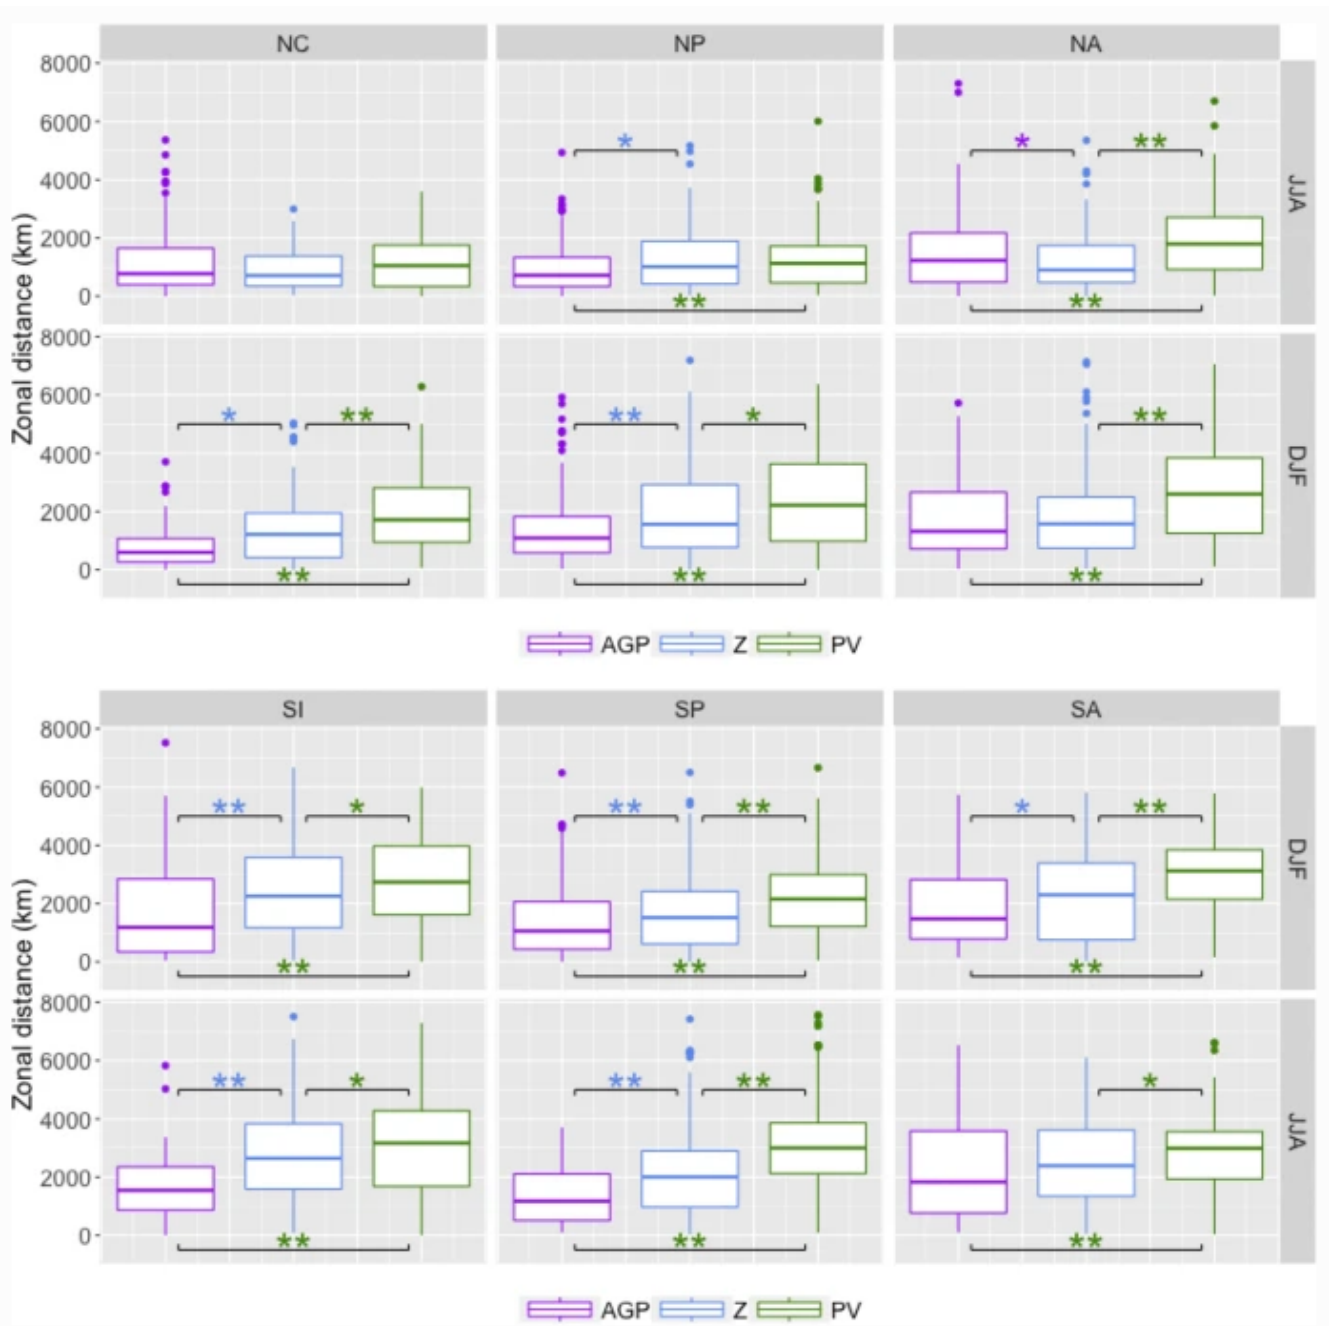 NC NP NA
8000
6000
4000
2000
0
* * **
** **
JJA
8000
6000
4000
2000
0
* ** ** * **
** ** **
DJF
Zonal distance (km)
AGP Z PV
SI SP SA
8000
6000
4000
2000
0
** * ** ** * **
** ** **
DJF
8000
6000
4000
2000
0
** * ** ** *
** ** **
JJA
Zonal distance (km)
AGP Z PV